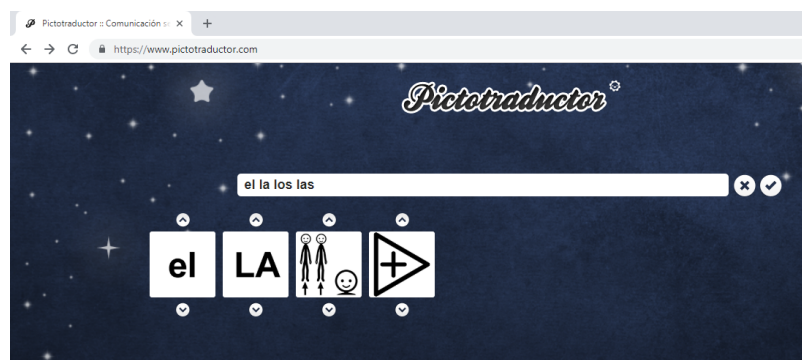 Pictotraductor :: Comunicación
https://www.pictotraductor.com
Pictotraductor
el la los las
el LA